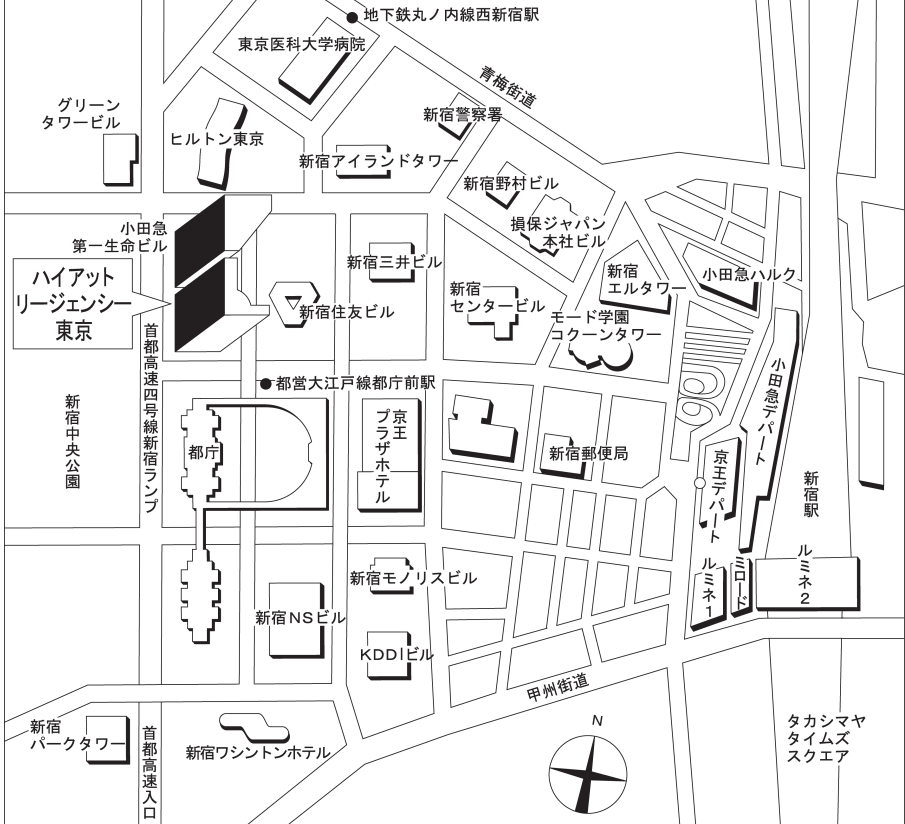 地下鉄丸ノ内線西新宿駅
東京医科大学病院
青梅街道
グリーン
タワービル
ヒルトン東京
新宿警察署
新宿アイランドタワー
新宿野村ビル
損保ジャパン
本社ビル
小田急
第一生命ビル
ハイアット
リージェンシー
東京
新宿三井ビル
新宿住友ビル
新宿
センタービル
新宿
エルタワー
小田急ハルク
モード学園
コクーンタワー
首都高速四号線新宿ランプ
新宿中央公園
都営大江戸線都庁前駅
都庁
京王
プラザホテル
新宿郵便局
小田急デパート
京王デパート
新宿駅
ルミネ1
ミロード
ルミネ2
新宿モノリスビル
新宿NSビル
KDDIビル
甲州街道
新宿
パークタワー
首都高速入口
新宿ワシントンホテル
N
タカシマヤ
タイムズ
スクエア